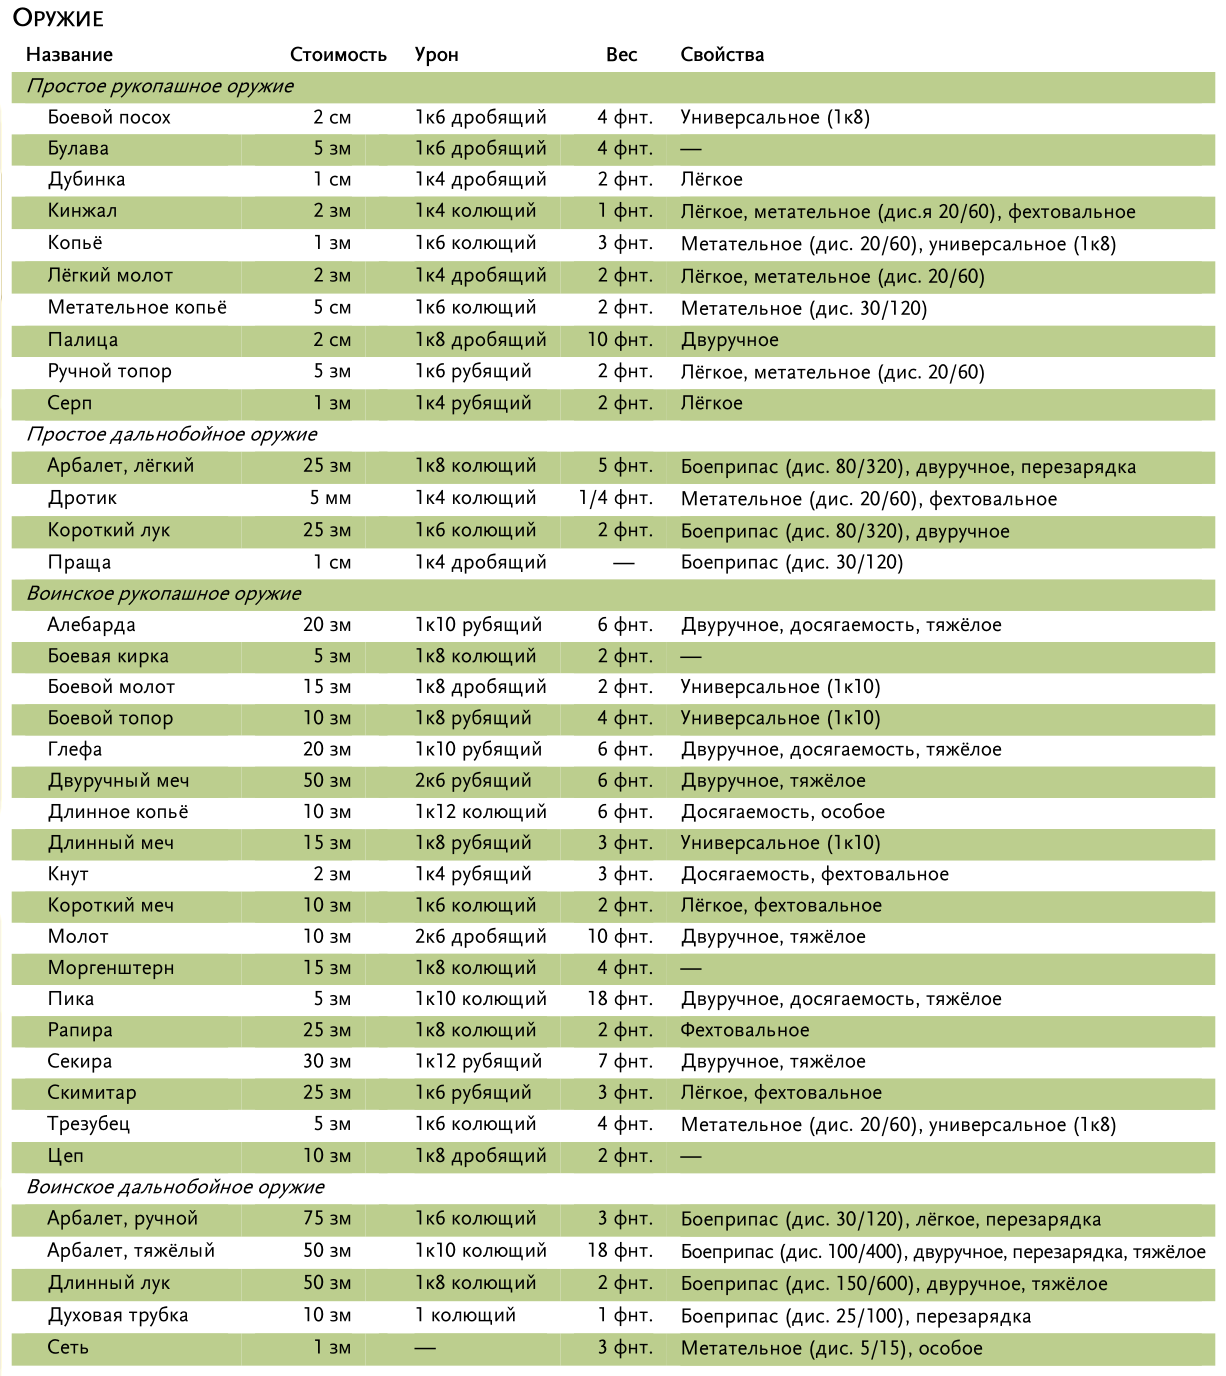 ОРУЖИЕ
Название Стоимость Урон Вес Свойства
Простое рукопашное оружие
Боевой посох 2 см 1к6 дробящий 4 фнт. Универсальное (1к8)
Булава 5 зм 1к6 дробящий 4 фнт. —
Дубинка 1 см 1к4 дробящий 2 фнт. Лёгкое
Кинжал 2 зм 1к4 колющий 1 фнт. Лёгкое, метательное (дис.я 20/60), фехтовальное
Копьё 1 зм 1к6 колющий 3 фнт. Метательное (дис. 20/60), универсальное (1к8)
Лёгкий молот 2 зм 1к4 дробящий 2 фнт. Лёгкое, метательное (дис. 20/60)
Метательное копьё 5 см 1к6 колющий 2 фнт. Метательное (дис. 30/120)
Палица 2 см 1к8 дробящий 10 фнт. Двуручное
Ручной топор 5 зм 1к6 рубящий 2 фнт. Лёгкое, метательное (дис. 20/60)
Серп 1 зм 1к4 рубящий 2 фнт. Лёгкое
Простое дальнобойное оружие
Арбалет, лёгкий 25 зм 1к8 колющий 5 фнт. Боеприпас (дис. 80/320), двуручное, перезарядка
Дротик 5 мм 1к4 колющий 1/4 фнт. Метательное (дис. 20/60), фехтовальное
Короткий лук 25 зм 1к6 колющий 2 фнт. Боеприпас (дис. 80/320), двуручное
Праща 1 см 1к4 дробящий — Боеприпас (дис. 30/120)
Воинское рукопашное оружие
Алебарда 20 зм 1к10 рубящий 6 фнт. Двуручное, досягаемость, тяжёлое
Боевая кирка 5 зм 1к8 колющий 2 фнт. —
Боевой молот 15 зм 1к8 дробящий 2 фнт. Универсальное (1к10)
Боевой топор 10 зм 1к8 рубящий 4 фнт. Универсальное (1к10)
Глефа 20 зм 1к10 рубящий 6 фнт. Двуручное, досягаемость, тяжёлое
Двуручный меч 50 зм 2к6 рубящий 6 фнт. Двуручное, тяжёлое
Длинное копьё 10 зм 1к12 колющий 6 фнт. Досягаемость, особое
Длинный меч 15 зм 1к8 рубящий 3 фнт. Универсальное (1к10)
Кнут 2 зм 1к4 рубящий 3 фнт. Досягаемость, фехтовальное
Короткий меч 10 зм 1к6 колющий 2 фнт. Лёгкое, фехтовальное
Молот 10 зм 2к6 дробящий 10 фнт. Двуручное, тяжёлое
Моргенштерн 15 зм 1к8 колющий 4 фнт. —
Пика 5 зм 1к10 колющий 18 фнт. Двуручное, досягаемость, тяжёлое
Рапира 25 зм 1к8 колющий 2 фнт. Фехтовальное
Секира 30 зм 1к12 рубящий 7 фнт. Двуручное, тяжёлое
Скимитар 25 зм 1к6 рубящий 3 фнт. Лёгкое, фехтовальное
Трезубец 5 зм 1к6 колющий 4 фнт. Метательное (дис. 20/60), универсальное (1к8)
Цеп 10 зм 1к8 дробящий 2 фнт. —
Воинское дальнобойное оружие
Арбалет, ручной 75 зм 1к6 колющий 3 фнт. Боеприпас (дис. 30/120), лёгкое, перезарядка
Арбалет, тяжёлый 50 зм 1к10 колющий 18 фнт. Боеприпас (дис. 100/400), двуручное, перезарядка, тяжёлое
Длинный лук 50 зм 1к8 колющий 2 фнт. Боеприпас (дис. 150/600), двуручное, тяжёлое
Духовая трубка 10 зм 1 колющий 1 фнт. Боеприпас (дис. 25/100), перезарядка
Сеть 1 зм — 3 фнт. Метательное (дис. 5/15), особое